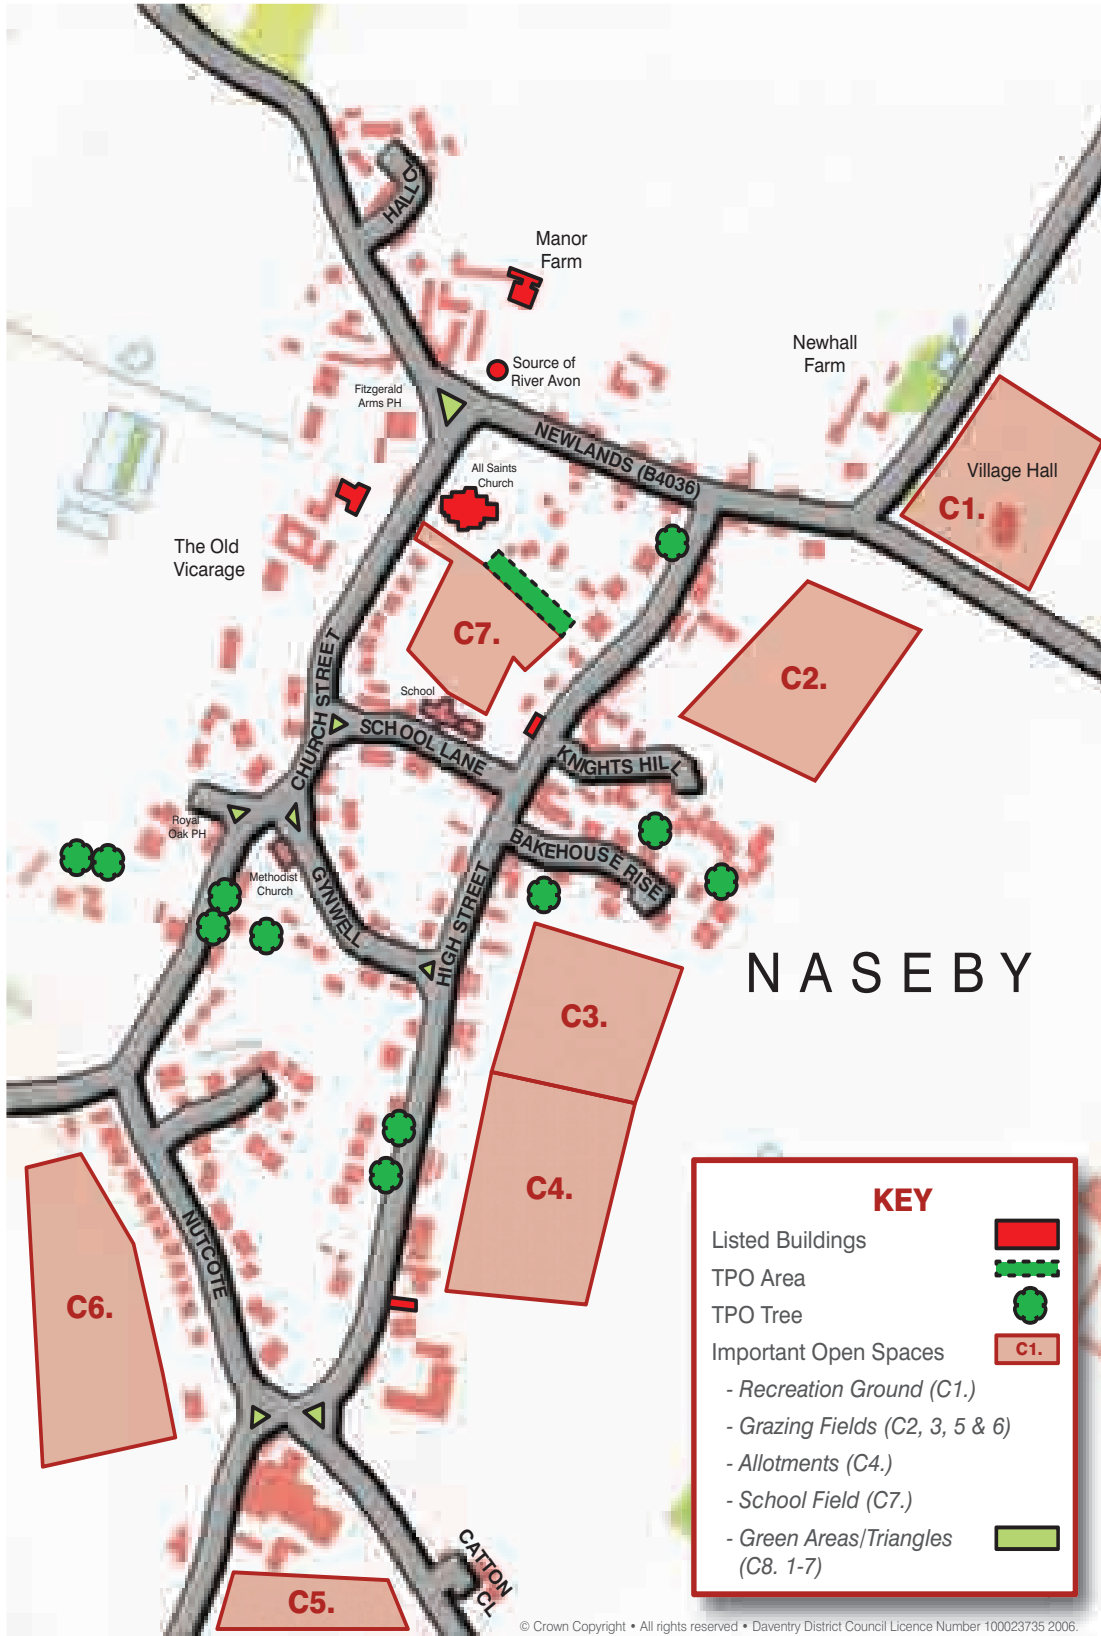 HALL CL
Manor
Farm
Source of
River Avon
Newhall
Farm
Fitzgerald
Arms PH
NEWLANDS (B4036)
Village Hall
C1.
All Saints
Church
The Old
Vicarage
C7.
C2.
CHURCH STREET
School
SCHOOL LANE
KNIGHTS HILL
Royal
Oak PH
BAKEHOUSE RISE
Methodist
Church
GYNWELL
HIGH STREET
NASEBY
C3.
C4.
NUTCOTE
C6.
KEY
Listed Buildings
TPO Area
TPO Tree
Important Open Spaces
C1.
- Recreation Ground (C1.)
- Grazing Fields (C2, 3, 5 & 6)
- Allotments (C4.)
- School Field (C7.)
- Green Areas/Triangles
(C8. 1-7)
CATTON
CL
C5.
© Crown Copyright • All rights reserved • Daventry District Council Licence Number 100023735 2006.